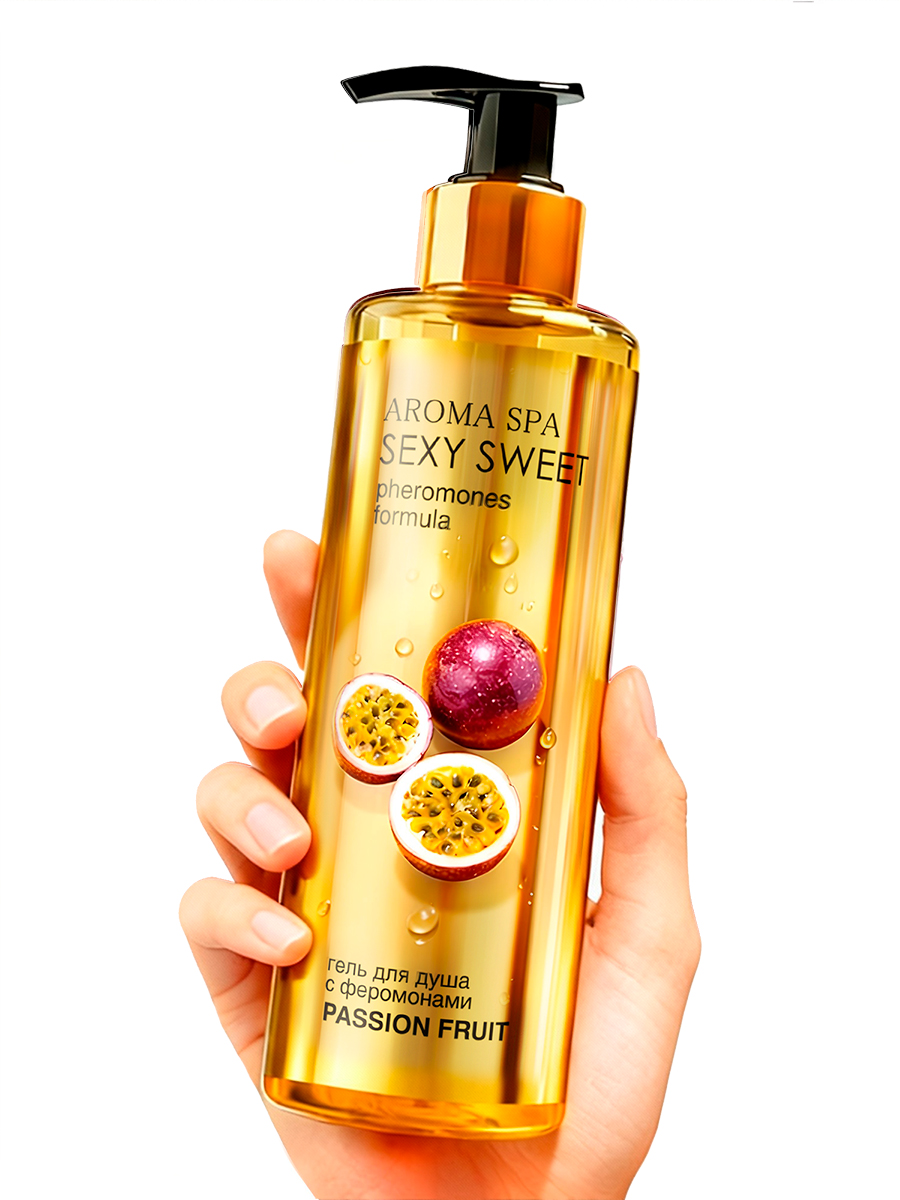 AROMA SPA
SEXY SWEET
pheromones
formula
гель для душа
с феромонами
PASSION FRUIT